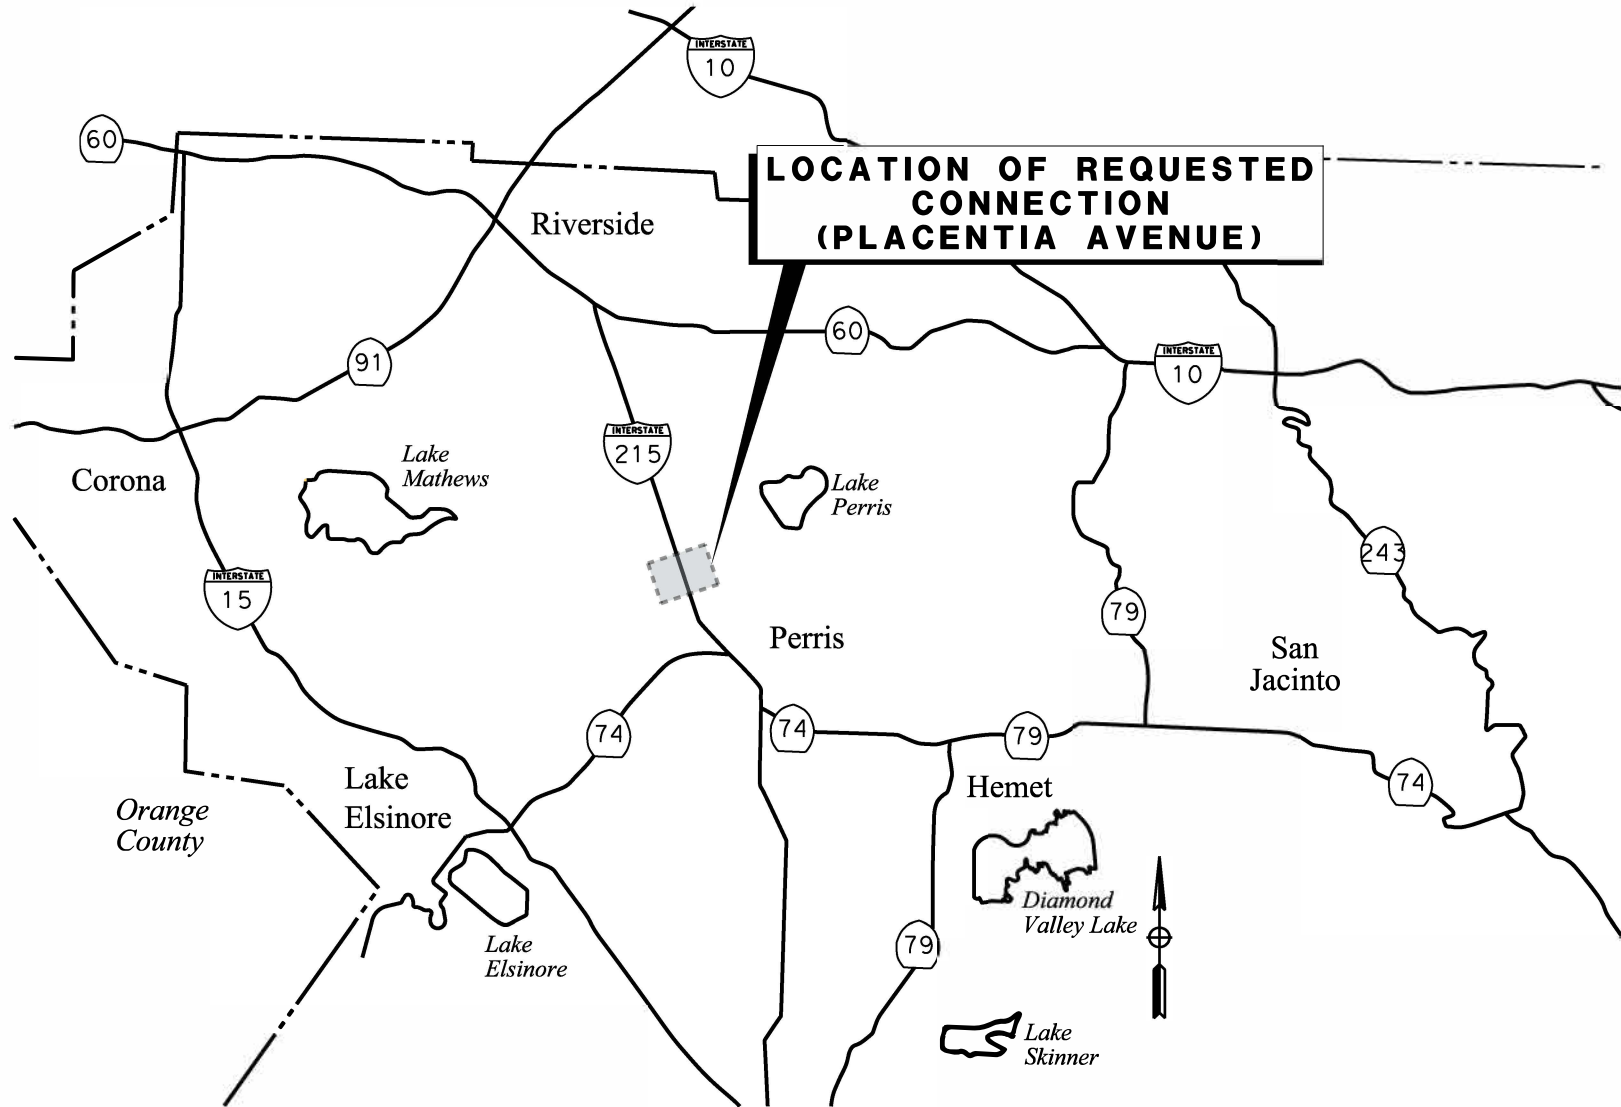 INTERSTATE
10
60
LOCATION OF REQUESTED
CONNECTION
(PLACENTIA AVENUE)
Riverside
60
91
INTERSTATE
10
INTERSTATE
215
Lake
Mathews
Corona
Lake
Perris
243
INTERSTATE
15
79
Perris
San
Jacinto
74
74
79
Lake
Elsinore
Hemet
74
Orange
County
Diamond
Valley Lake
79
Lake
Elsinore
Lake
Skinner